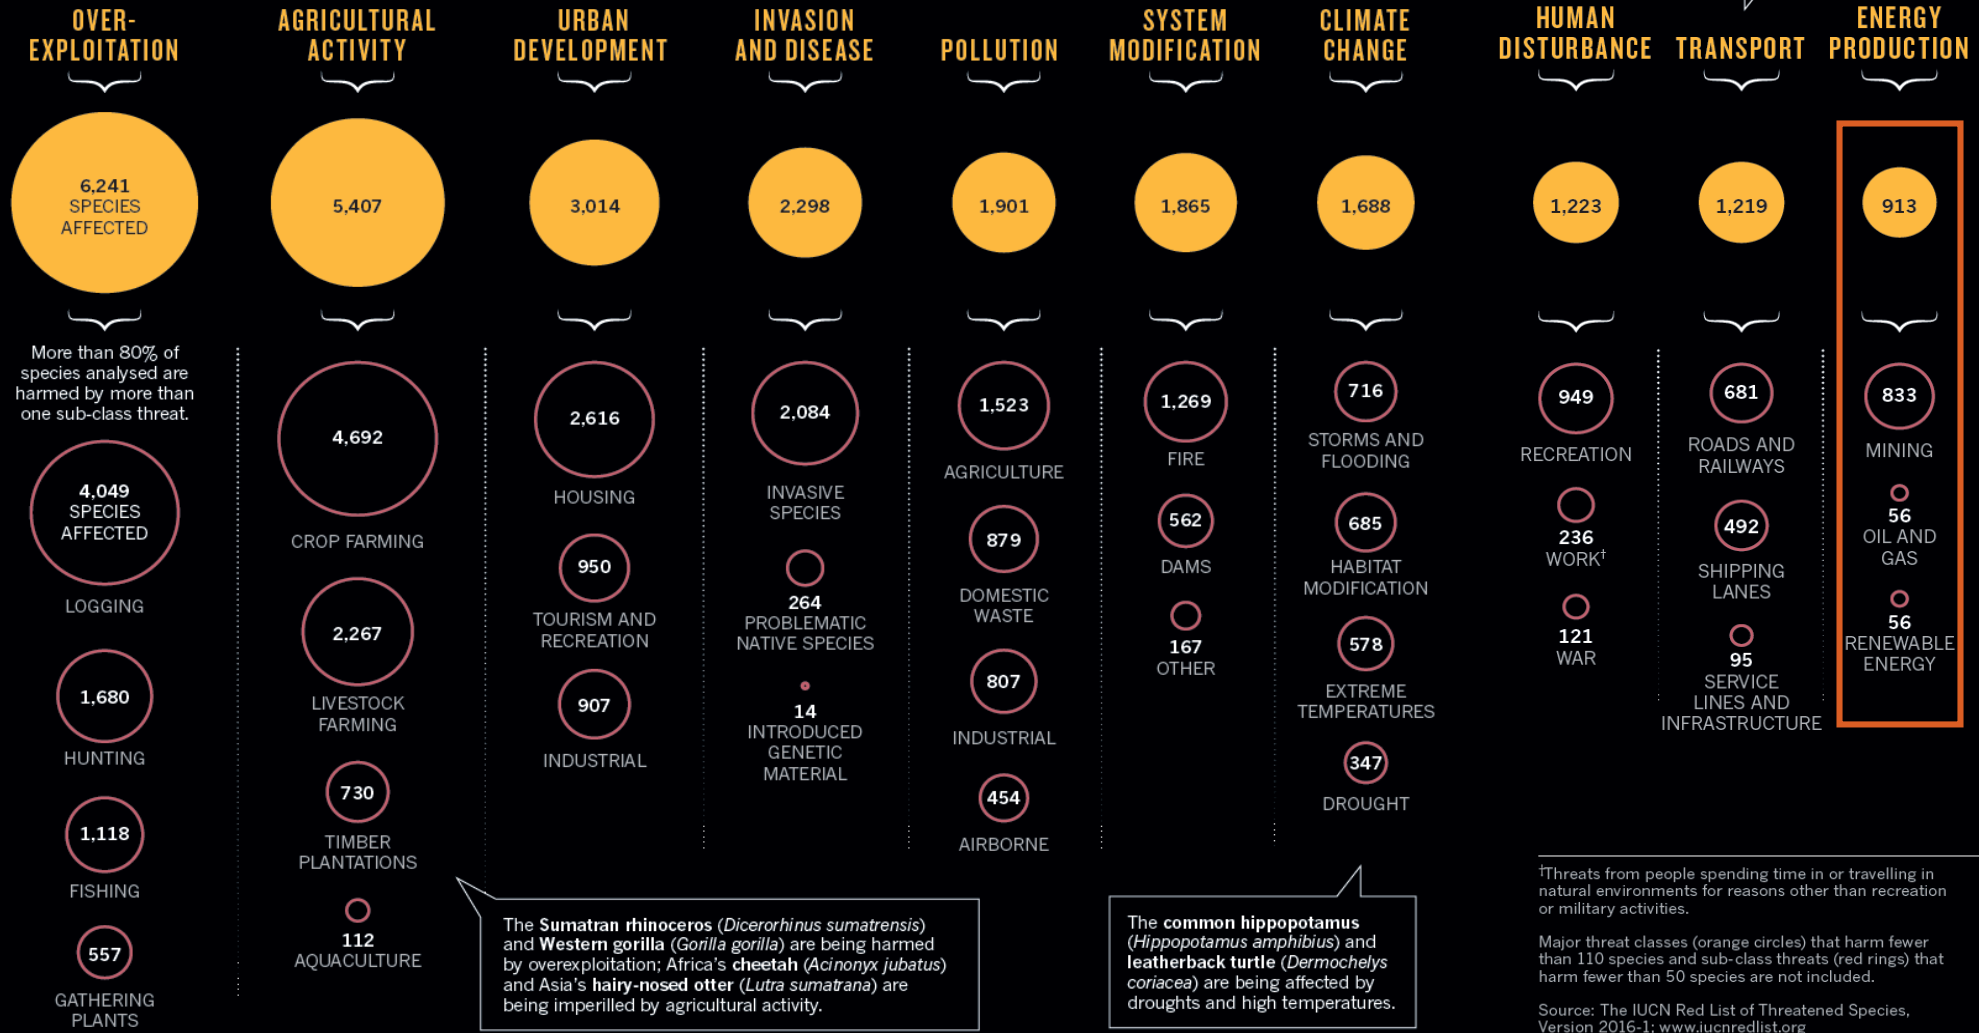 OVER-
EXPLOITATION
AGRICULTURAL
ACTIVITY
URBAN
DEVELOPMENT
INVASION
AND DISEASE
POLLUTION
SYSTEM
MODIFICATION
CLIMATE
CHANGE
HUMAN
DISTURBANCE
TRANSPORT
ENERGY
PRODUCTION
6,241
SPECIES
AFFECTED
5,407
3,014
2,298
1,901
1,865
1,688
1,223
1,219
913
More than 80% of
species analysed are
harmed by more than
one sub-class threat.
4,049
SPECIES
AFFECTED
LOGGING
1,680
HUNTING
1,118
FISHING
557
GATHERING
PLANTS
4,692
CROP FARMING
2,267
LIVESTOCK
FARMING
730
TIMBER
PLANTATIONS
112
AQUACULTURE
2,616
HOUSING
950
TOURISM AND
RECREATION
907
INDUSTRIAL
2,084
INVASIVE
SPECIES
264
PROBLEMATIC
NATIVE SPECIES
14
INTRODUCED
GENETIC
MATERIAL
1,523
AGRICULTURE
879
DOMESTIC
WASTE
807
INDUSTRIAL
454
AIRBORNE
1,269
FIRE
562
DAMS
167
OTHER
716
STORMS AND
FLOODING
685
HABITAT
MODIFICATION
578
EXTREME
TEMPERATURES
347
DROUGHT
949
RECREATION
236
WORK†
121
WAR
681
ROADS AND
RAILWAYS
492
SHIPPING
LANES
95
SERVICE
LINES AND
INFRASTRUCTURE
833
MINING
56
OIL AND
GAS
56
RENEWABLE
ENERGY
The Sumatran rhinoceros (Dicerorhinus sumatrensis)
and Western gorilla (Gorilla gorilla) are being harmed
by overexploitation; Africa's cheetah (Acinonyx jubatus)
and Asia's hairy-nosed otter (Lutra sumatrana) are
being imperilled by agricultural activity.
The common hippopotamus
(Hippopotamus amphibius) and
leatherback turtle (Dermochelys
coriacea) are being affected by
droughts and high temperatures.
†Threats from people spending time in or travelling in
natural environments for reasons other than recreation
or military activities.
Major threat classes (orange circles) that harm fewer
than 110 species and sub-class threats (red rings) that
harm fewer than 50 species are not included.
Source: The IUCN Red List of Threatened Species,
Version 2016-1; www.iucnredlist.org